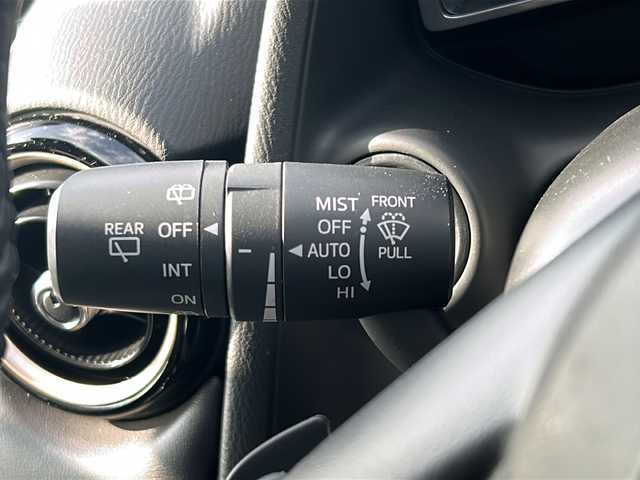 REAR
OFF
INT
ON
MIST
OFF
AUTO
LO
HI
FRONT
PULL